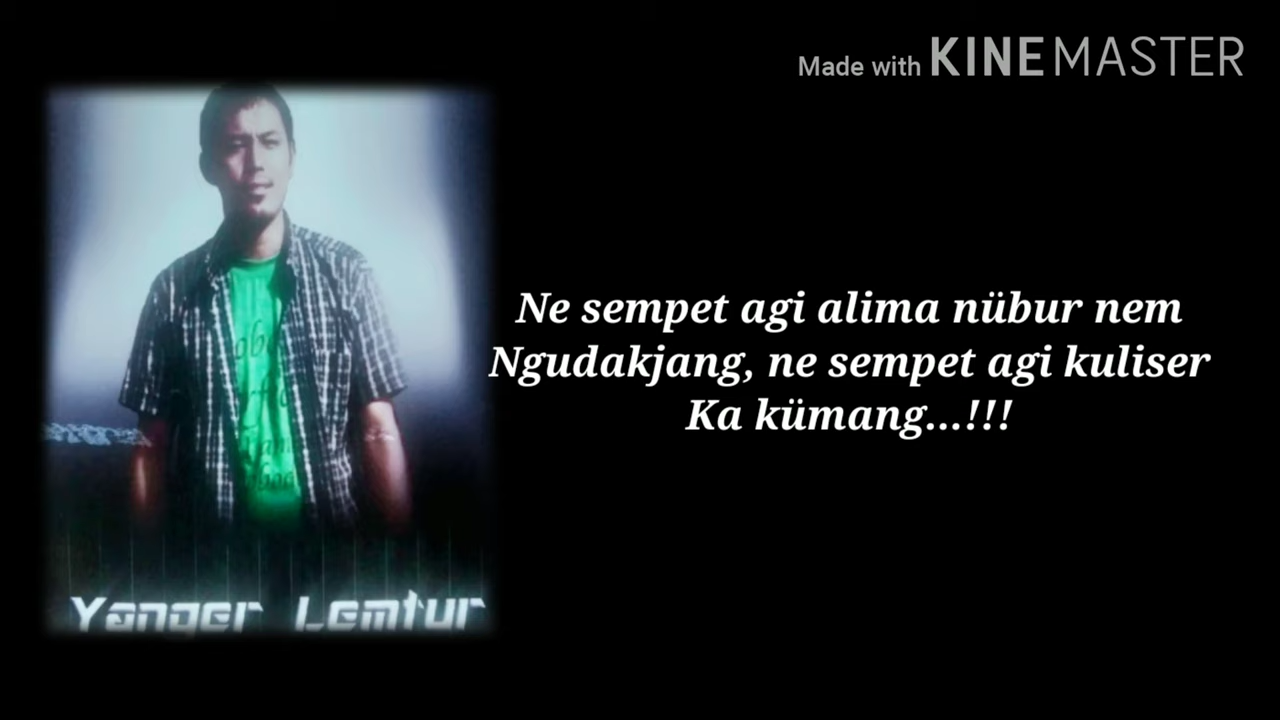 Made with KINEMASTER
Ne sempet agi alima nübur nem
Ngudakjang, ne sempet agi kuliser
Ka kümang...!!!
Yanger Lemtur